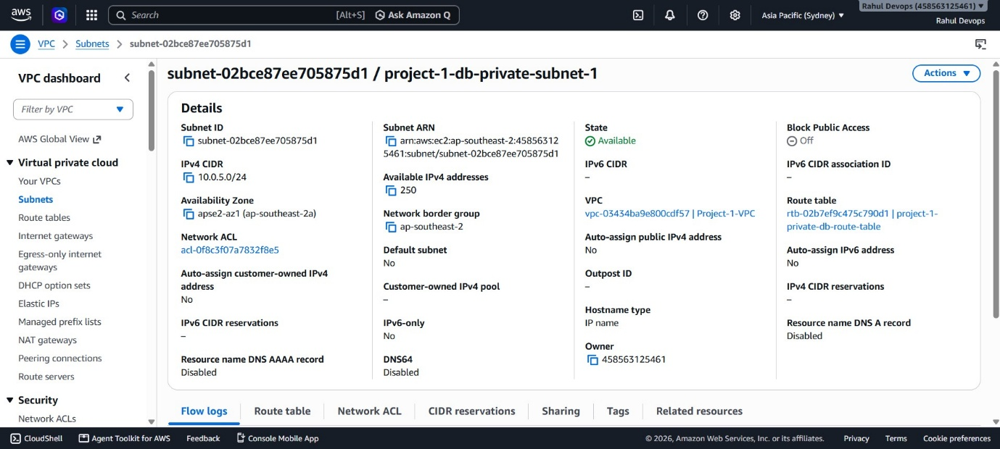 aws
Search [Alt+S] Ask Amazon Q
Asia Pacific (Sydney) ▼
Rahul Devops (458563125461) ▼
Rahul Devops
VPC > Subnets > subnet-02bce87ee705875d1
VPC dashboard
Filter by VPC
AWS Global View
Virtual private cloud
Your VPCs
Subnets
Route tables
Internet gateways
Egress-only internet
gateways
DHCP option sets
Elastic IPs
Managed prefix lists
NAT gateways
Peering connections
Route servers
Security
Network ACLs
subnet-02bce87ee705875d1 / project-1-db-private-subnet-1
Actions ▼
Details
Subnet ID
subnet-02bce87ee705875d1
IPv4 CIDR
10.0.5.0/24
Availability Zone
apse2-az1 (ap-southeast-2a)
Network ACL
acl-0f8c3f07a7832f8e5
Auto-assign customer-owned IPv4
address
No
IPv6 CIDR reservations
–
Resource name DNS AAAA record
Disabled
Subnet ARN
arn:aws:ec2:ap-southeast-2:45856312
5461:subnet/subnet-02bce87ee705875d1
Available IPv4 addresses
250
Network border group
ap-southeast-2
Default subnet
No
Customer-owned IPv4 pool
–
IPv6-only
No
DNS64
Disabled
State
Available
IPv6 CIDR
–
VPC
vpc-03434ba9e800cdf57 | Project-1-VPC
Auto-assign public IPv4 address
No
Outpost ID
–
Hostname type
IP name
Owner
458563125461
Block Public Access
Off
IPv6 CIDR association ID
–
Route table
rtb-02b7ef9c475c790d1 | project-1-
private-db-route-table
Auto-assign IPv6 address
No
IPv4 CIDR reservations
–
Resource name DNS A record
Disabled
Flow logs
Route table
Network ACL
CIDR reservations
Sharing
Tags
Related resources
CloudShell
Agent Toolkit for AWS
Feedback
Console Mobile App
© 2026, Amazon Web Services, Inc. or its affiliates.
Privacy
Terms
Cookie preferences